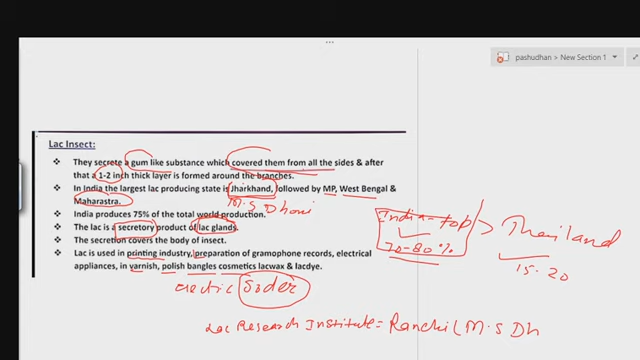 pashudhan > New Section 1
Lac Insect:
❖ They secrete a gum like substance which covered them from all the sides & after
that a 1-2 inch thick layer is formed around the branches.
❖ In India the largest lac producing state is Jharkhand, followed by MP, West Bengal &
Maharastra.
M.S Dhoni
❖ India produces 75% of the total world production.
❖ The lac is a secretory product of lac glands.
❖ The secretion covers the body of insect.
❖ Lac is used in printing industry, preparation of gramophone records, electrical
appliances, in varnish, polish bangles cosmetics lacwax & lacdye.
India = top > Thailand
70-80%
15-20
Electic Soder
Lac Research Institute = Ranchi ( M.S Dh